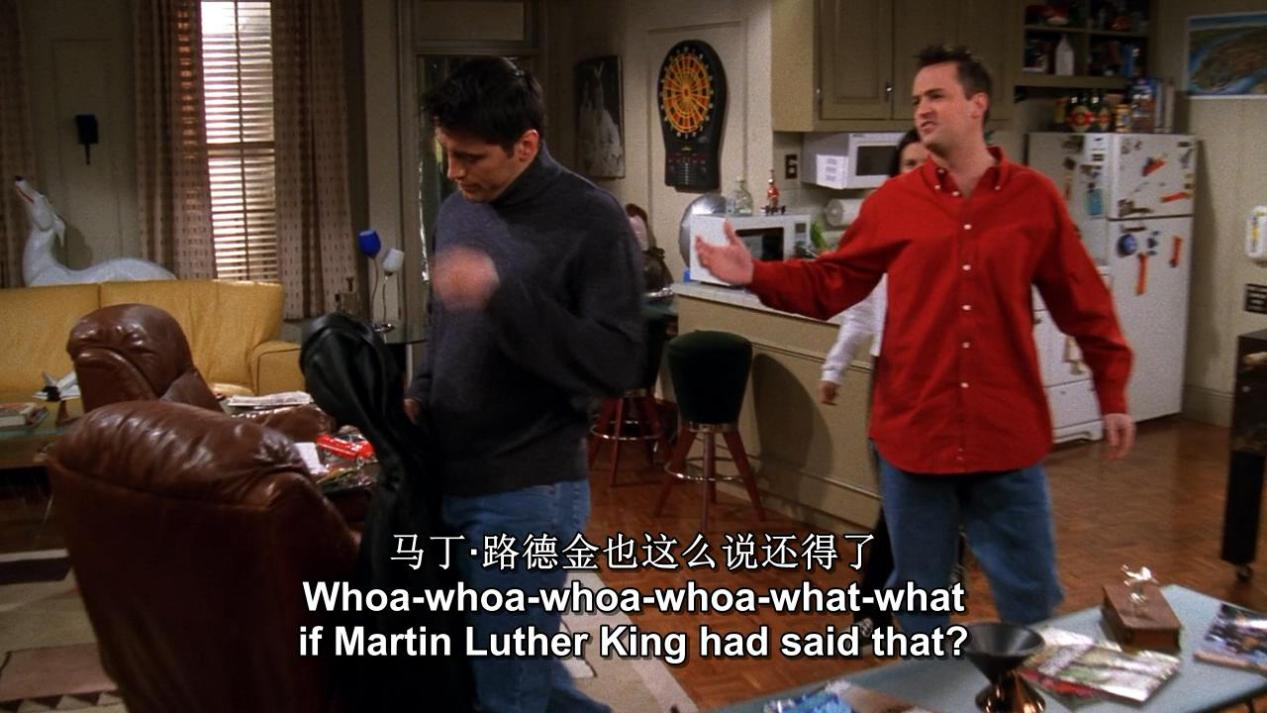 马丁·路德金也这么说还得了
Whoa-whoa-whoa-whoa-what-what
if Martin Luther King had said that?